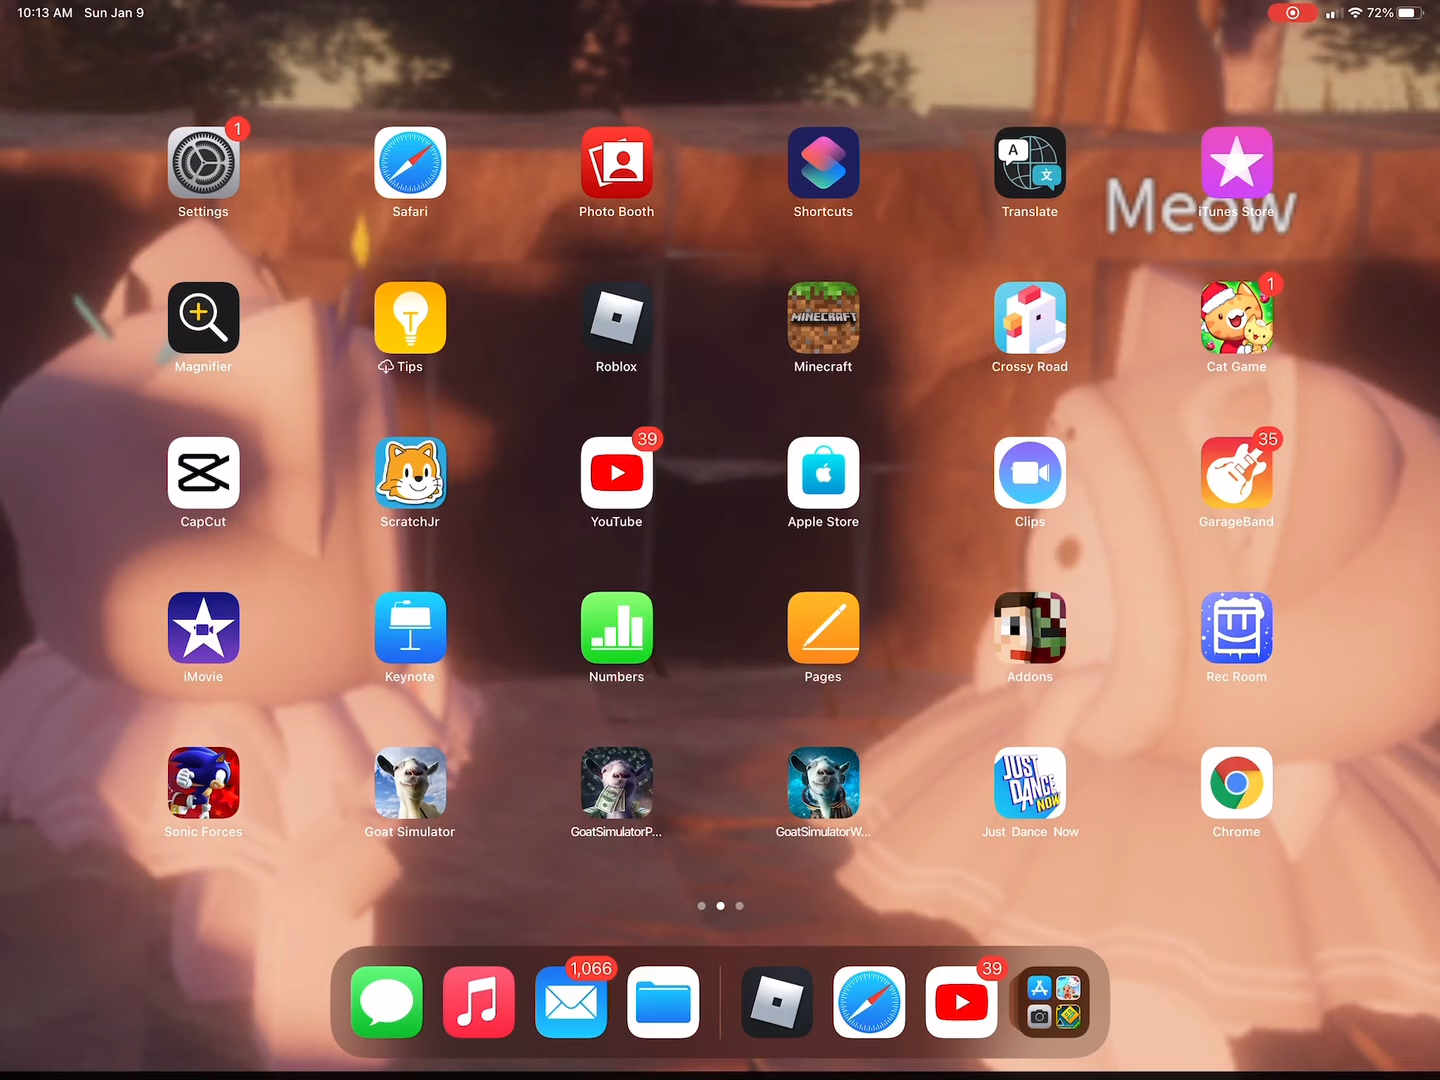 10:13 AM Sun Jan 9
72%
1
Settings
Safari
Photo Booth
Shortcuts
A
文
Translate
Meow
iTunes Store
Magnifier
T
Tips
Roblox
MINECRAFT
Minecraft
Crossy Road
1
Cat Game
CapCut
ScratchJr
39
YouTube
Apple Store
Clips
35
GarageBand
iMovie
Keynote
Numbers
Pages
Addons
Rec Room
Sonic Forces
Goat Simulator
GoatSimulatorP...
GoatSimulatorW...
JUST
DANCE
NOW
Just Dance Now
Chrome
1,066
39